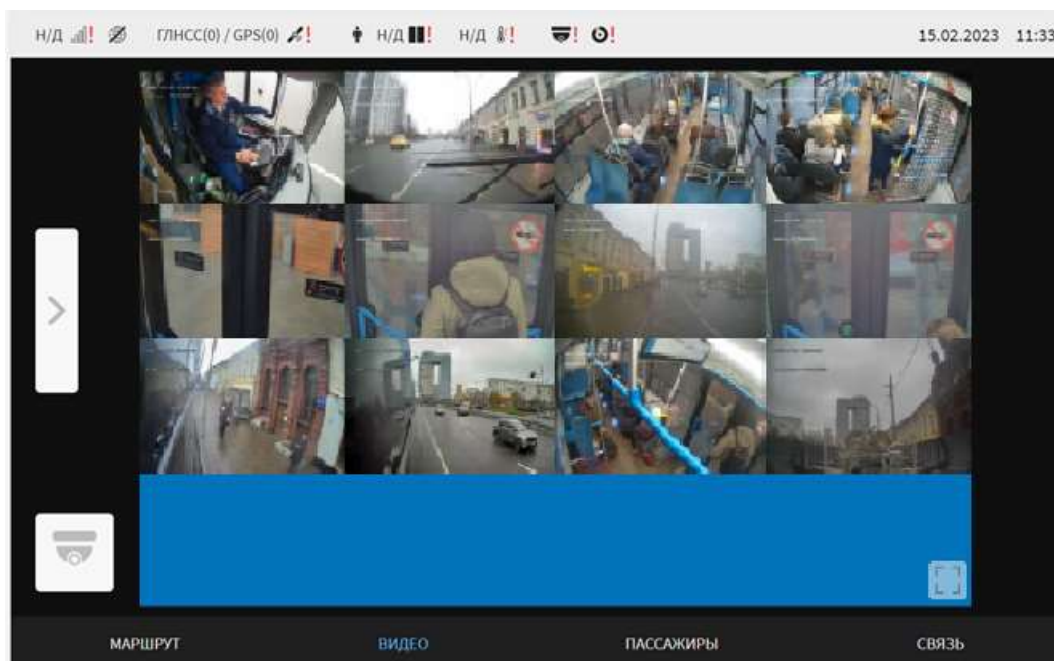 Н/Д ГЛНСС(0) / GPS(0) Н/Д Н/Д 15.02.2023 11:33
МАРШРУТ ВИДЕО ПАССАЖИРЫ СВЯЗЬ